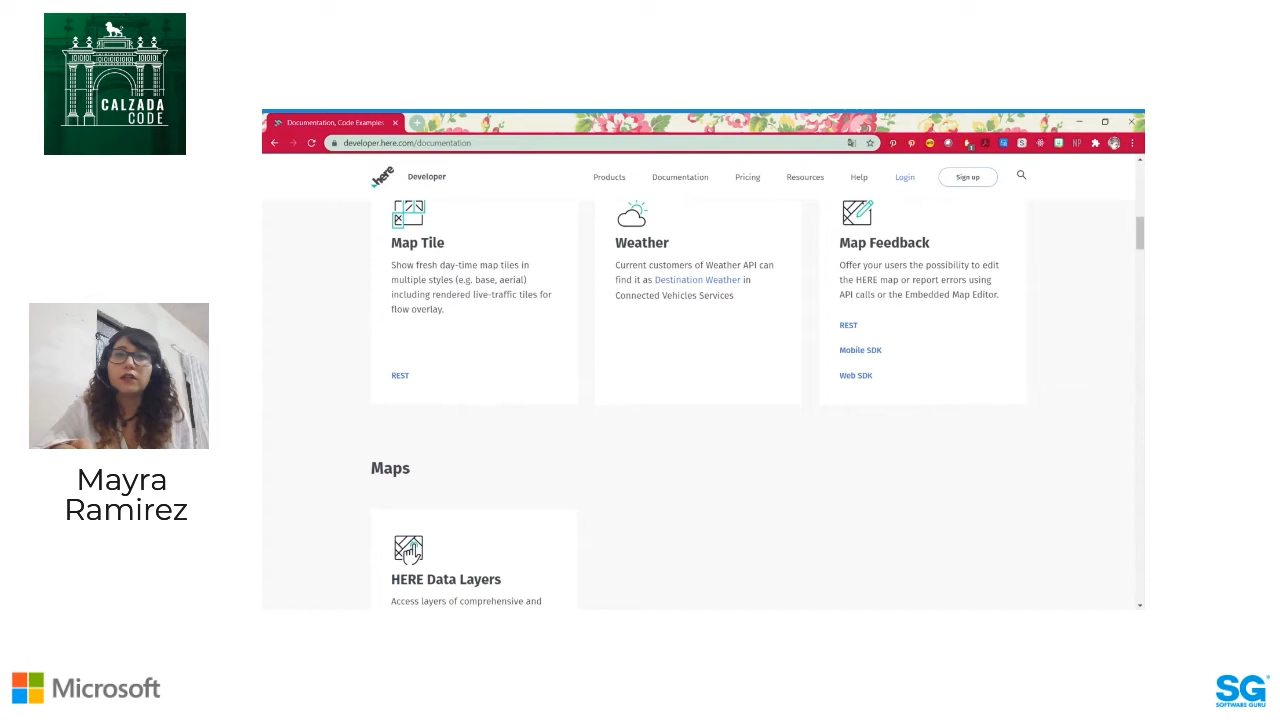 CALZADA
CODE
Documentation, Code Examples
developer.here.com/documentation
here Developer Products Documentation Pricing Resources Help Login Sign up
Map Tile
Show fresh day-time map tiles in
multiple styles (e.g. base, aerial)
including rendered live-traffic tiles for
flow overlay.
REST
Weather
Current customers of Weather API can
find it as Destination Weather in
Connected Vehicles Services
Map Feedback
Offer your users the possibility to edit
the HERE map or report errors using
API calls or the Embedded Map Editor.
REST
Mobile SDK
Web SDK
Maps
HERE Data Layers
Access layers of comprehensive and
Mayra
Ramirez
Microsoft
SG
SOFTWARE GURU